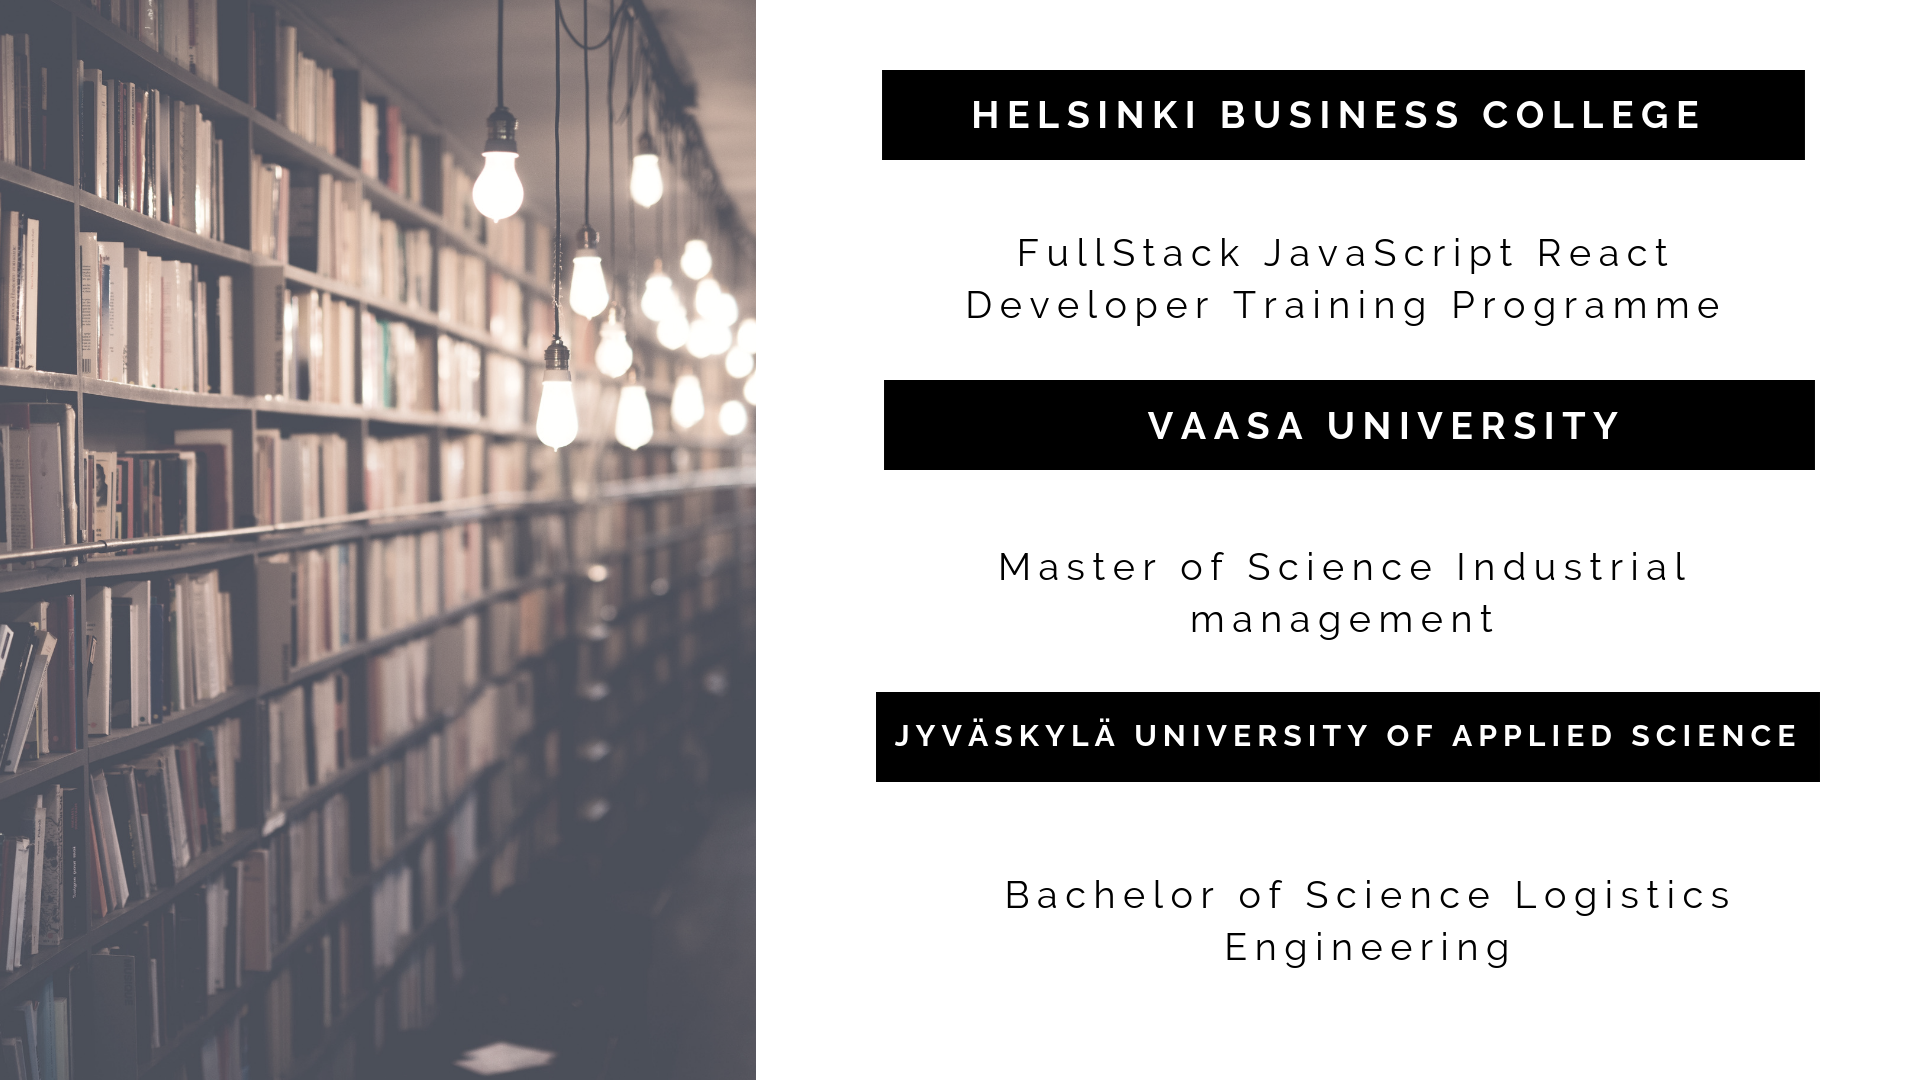 HELSINKI BUSINESS COLLEGE
FullStack JavaScript React
Developer Training Programme
VAASA UNIVERSITY
Master of Science Industrial
management
JYVÄSKYLÄ UNIVERSITY OF APPLIED SCIENCE
Bachelor of Science Logistics
Engineering